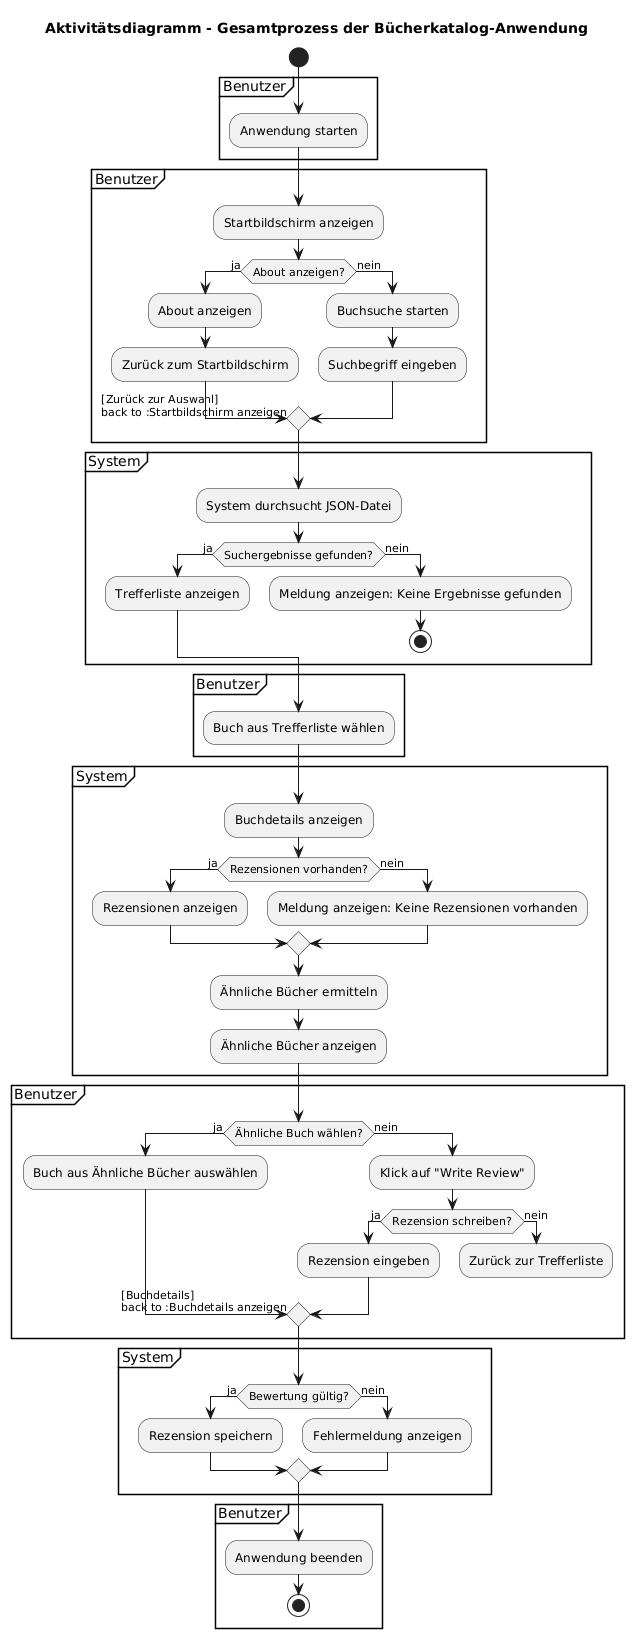 Aktivitätsdiagramm - Gesamtprozess der Bücherkatalog-Anwendung
Benutzer
Anwendung starten
Benutzer
Startbildschirm anzeigen
ja
About anzeigen?
nein
About anzeigen
Buchsuche starten
Zurück zum Startbildschirm
Suchbegriff eingeben
[Zurück zur Auswahl]
back to :Startbildschirm anzeigen
System
System durchsucht JSON-Datei
ja
Suchergebnisse gefunden?
nein
Trefferliste anzeigen
Meldung anzeigen: Keine Ergebnisse gefunden
Benutzer
Buch aus Trefferliste wählen
System
Buchdetails anzeigen
ja
Rezensionen vorhanden?
nein
Rezensionen anzeigen
Meldung anzeigen: Keine Rezensionen vorhanden
Ähnliche Bücher ermitteln
Ähnliche Bücher anzeigen
Benutzer
ja
Ähnliche Buch wählen?
nein
Buch aus Ähnliche Bücher auswählen
Klick auf "Write Review"
ja
Rezension schreiben?
nein
Rezension eingeben
Zurück zur Trefferliste
[Buchdetails]
back to :Buchdetails anzeigen
System
ja
Bewertung gültig?
nein
Rezension speichern
Fehlermeldung anzeigen
Benutzer
Anwendung beenden